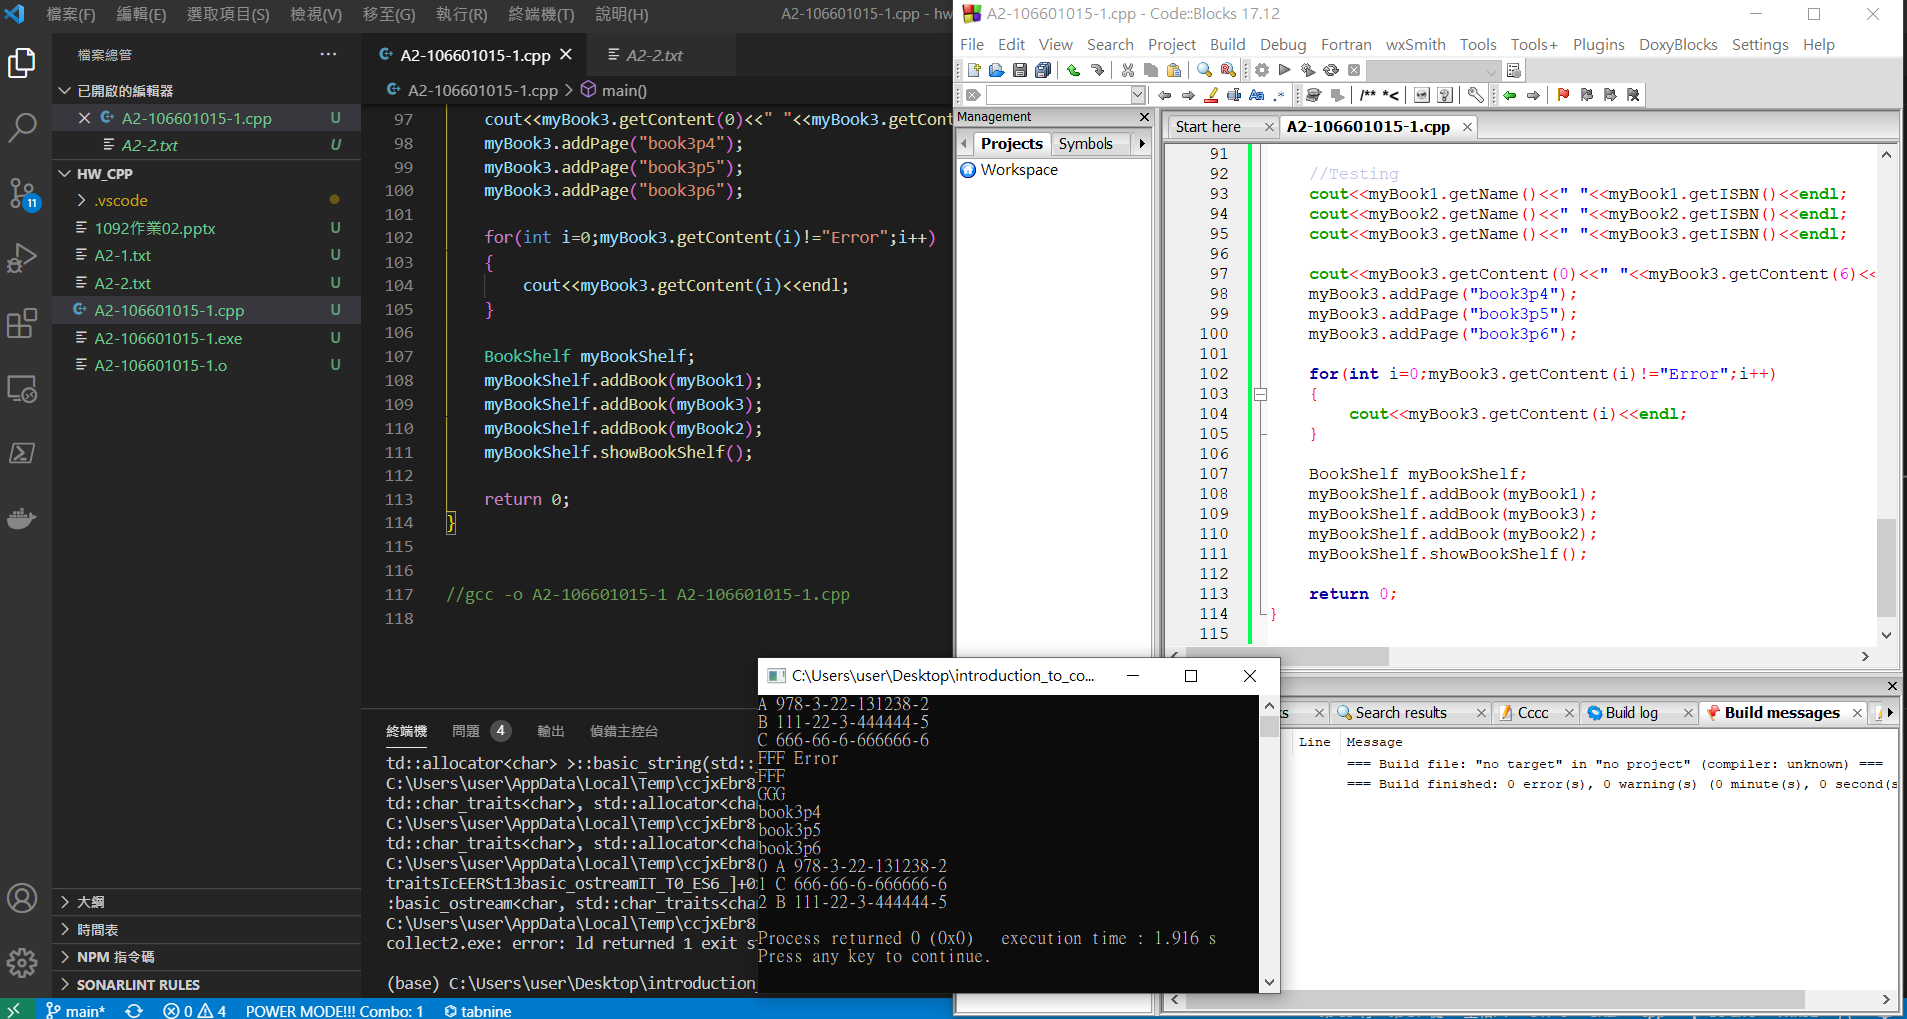 檔案(F) 編輯(E) 選取項目(S) 檢視(V) 移至(G) 執行(R) 終端機(T) 說明(H) A2-106601015-1.cpp - hw
檔案總管 ···
已開啟的編輯器
A2-106601015-1.cpp U
A2-2.txt U
HW_CPP
.vscode
1092作業02.pptx U
A2-1.txt U
A2-2.txt U
A2-106601015-1.cpp U
A2-106601015-1.exe U
A2-106601015-1.o U
11
大綱
時間表
NPM 指令碼
SONARLINT RULES
A2-106601015-1.cpp A2-2.txt
A2-106601015-1.cpp > main()
97 cout<<myBook3.getContent(0)<<" "<<myBook3.getCont
98 myBook3.addPage("book3p4");
99 myBook3.addPage("book3p5");
100 myBook3.addPage("book3p6");
101
102 for(int i=0;myBook3.getContent(i)!="Error";i++)
103 {
104 cout<<myBook3.getContent(i)<<endl;
105 }
106
107 BookShelf myBookShelf;
108 myBookShelf.addBook(myBook1);
109 myBookShelf.addBook(myBook3);
110 myBookShelf.addBook(myBook2);
111 myBookShelf.showBookShelf();
112
113 return 0;
114 }
115
116
117 //gcc -o A2-106601015-1 A2-106601015-1.cpp
118
終端機 問題 4 輸出 偵錯主控台
td::allocator<char> >::basic_string(std::
C:\Users\user\AppData\Local\Temp\ccjxEbr8
td::char_traits<char>, std::allocator<cha
C:\Users\user\AppData\Local\Temp\ccjxEbr8
td::char_traits<char>, std::allocator<cha
C:\Users\user\AppData\Local\Temp\ccjxEbr8
traitsIcEERSt13basic_ostreamIT_T0_ES6_]+0
:basic_ostream<char, std::char_traits<cha
C:\Users\user\AppData\Local\Temp\ccjxEbr8
collect2.exe: error: ld returned 1 exit s
(base) C:\Users\user\Desktop\introduction_
main* 0 4 POWER MODE!!! Combo: 1 tabnine
A2-106601015-1.cpp - Code::Blocks 17.12
File Edit View Search Project Build Debug Fortran wxSmith Tools Tools+ Plugins DoxyBlocks Settings Help
/** *<
Management
Projects Symbols
Workspace
Start here A2-106601015-1.cpp
91
92 //Testing
93 cout<<myBook1.getName()<<" "<<myBook1.getISBN()<<endl;
94 cout<<myBook2.getName()<<" "<<myBook2.getISBN()<<endl;
95 cout<<myBook3.getName()<<" "<<myBook3.getISBN()<<endl;
96
97 cout<<myBook3.getContent(0)<<" "<<myBook3.getContent(6)<<
98 myBook3.addPage("book3p4");
99 myBook3.addPage("book3p5");
100 myBook3.addPage("book3p6");
101
102 for(int i=0;myBook3.getContent(i)!="Error";i++)
103 {
104 cout<<myBook3.getContent(i)<<endl;
105 }
106
107 BookShelf myBookShelf;
108 myBookShelf.addBook(myBook1);
109 myBookShelf.addBook(myBook3);
110 myBookShelf.addBook(myBook2);
111 myBookShelf.showBookShelf();
112
113 return 0;
114 }
115
Search results Cccc Build log Build messages
Line Message
=== Build file: "no target" in "no project" (compiler: unknown) ===
=== Build finished: 0 error(s), 0 warning(s) (0 minute(s), 0 second(s
C:\Users\user\Desktop\introduction_to_co...
A 978-3-22-131238-2
B 111-22-3-444444-5
C 666-66-6-666666-6
FFF Error
FFF
GGG
book3p4
book3p5
book3p6
0 A 978-3-22-131238-2
1 C 666-66-6-666666-6
2 B 111-22-3-444444-5
Process returned 0 (0x0) execution time : 1.916 s
Press any key to continue.